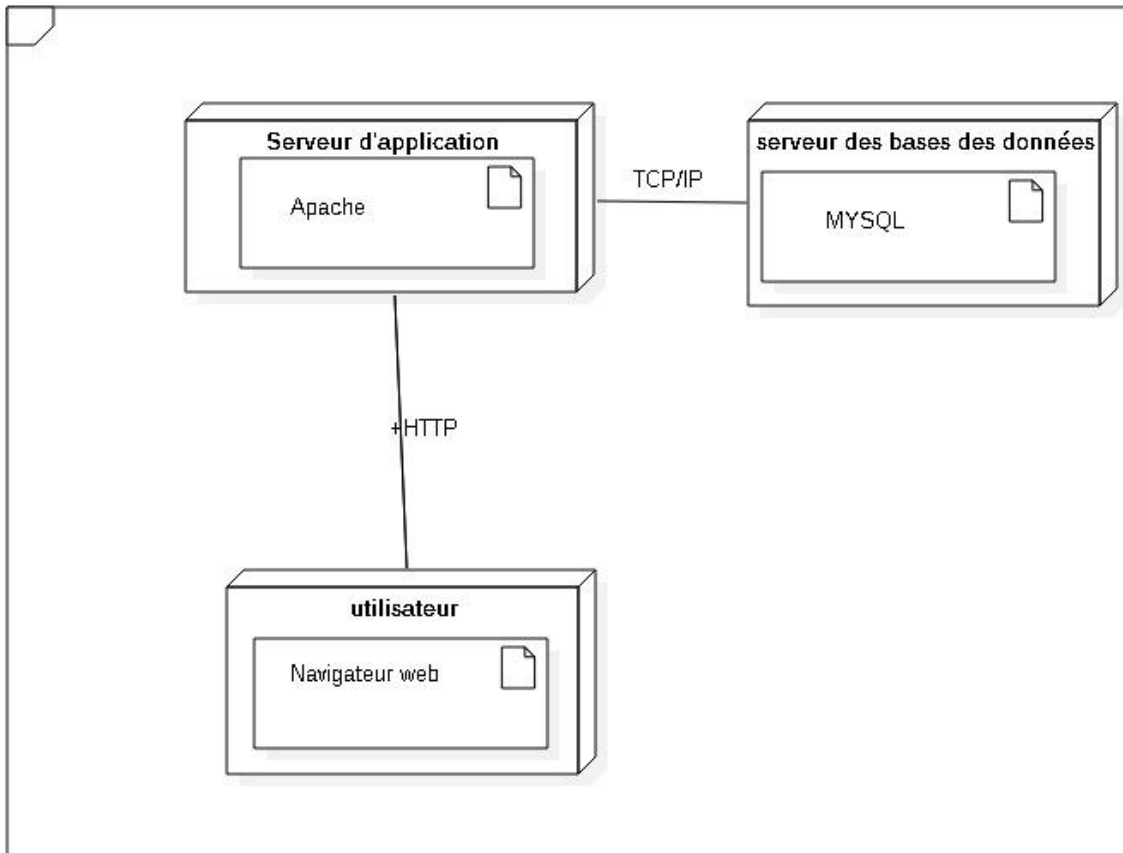 Serveur d'application
Apache
TCP/IP
serveur des bases des données
MYSQL
+HTTP
utilisateur
Navigateur web